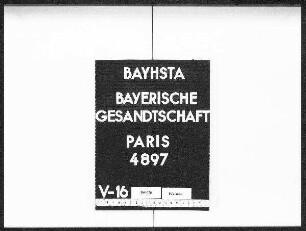 BAYHSTA
BAYERISCHE
GESANDTSCHAFT
PARIS
4897
V-16